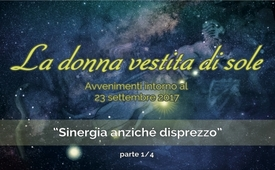 La donna vestita di sole
Avvenimenti intorno al
23 settembre 2017
"Sinergia anziché disprezzo"
parte 1/4